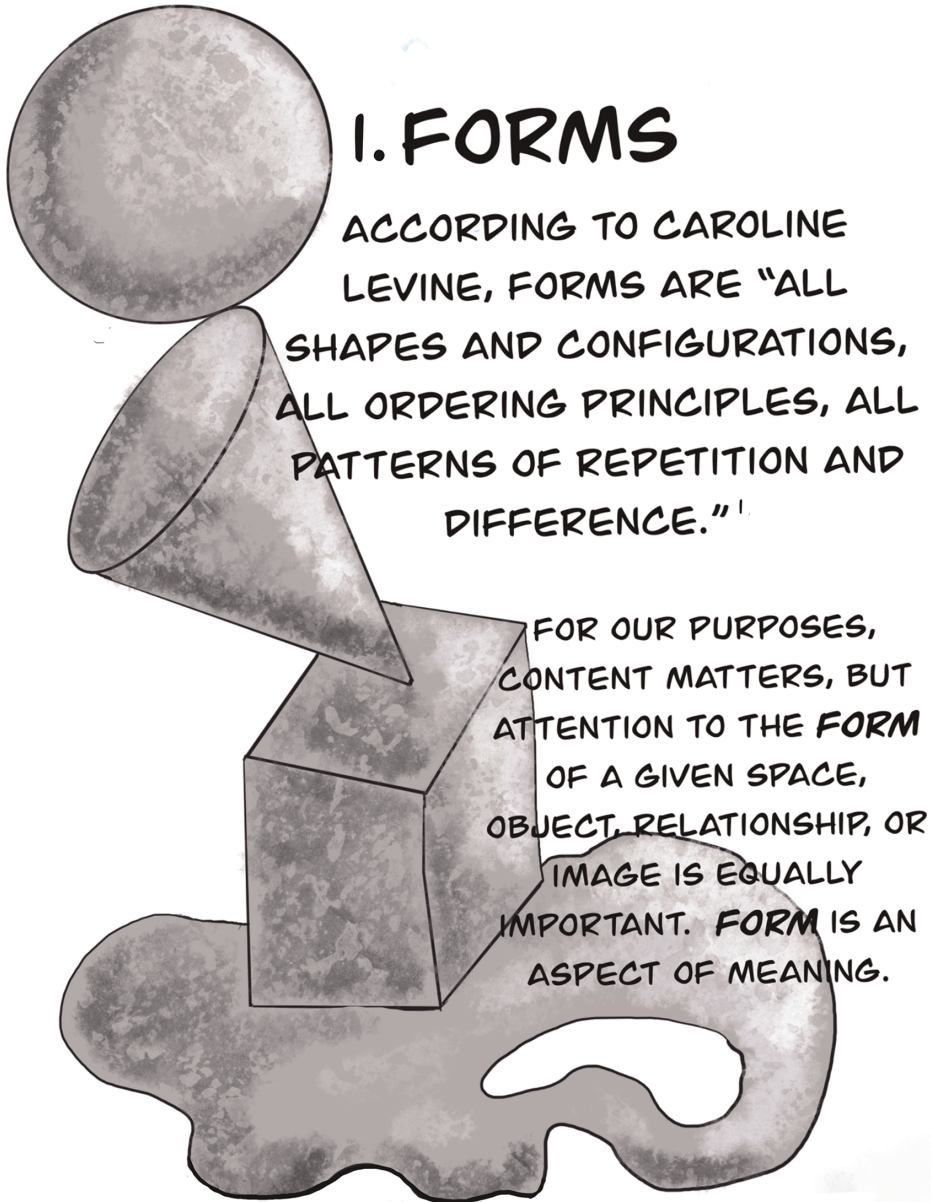 1. FORMS
ACCORDING TO CAROLINE
LEVINE, FORMS ARE “ALL
SHAPES AND CONFIGURATIONS,
ALL ORDERING PRINCIPLES, ALL
PATTERNS OF REPETITION AND
DIFFERENCE.” 1
FOR OUR PURPOSES,
CONTENT MATTERS, BUT
ATTENTION TO THE FORM
OF A GIVEN SPACE,
OBJECT, RELATIONSHIP, OR
IMAGE IS EQUALLY
IMPORTANT. FORM IS AN
ASPECT OF MEANING.